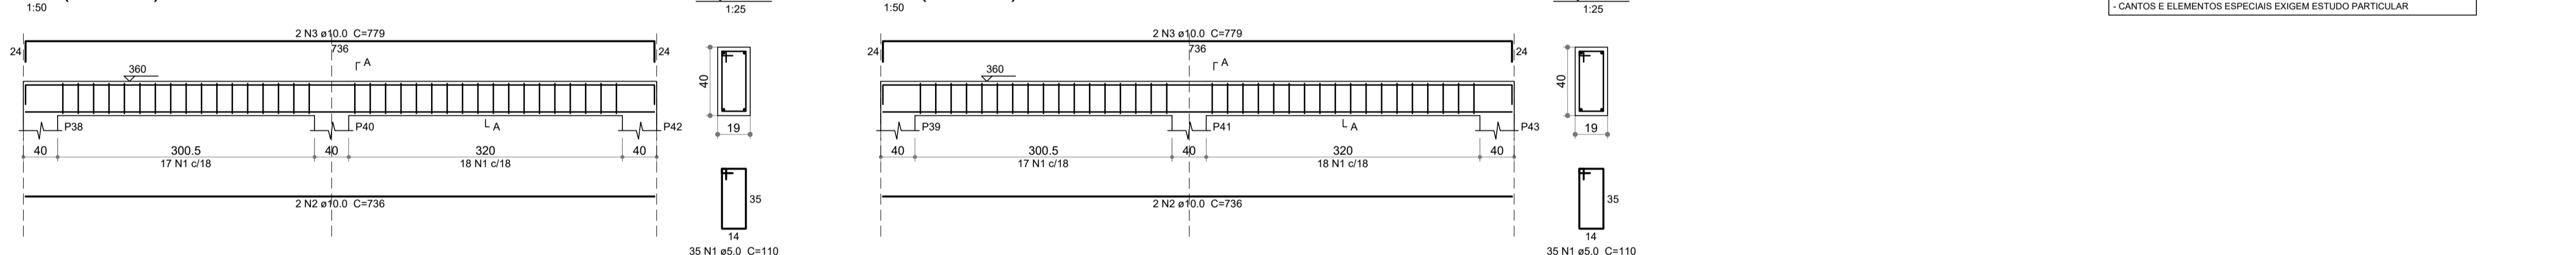 1:50
1:25
2 N3 ø10.0 C=779
24
736
24
A
360
40
P38
P40
A
P42
19
40
300.5
40
320
40
17 N1 c/18
18 N1 c/18
35
2 N2 ø10.0 C=736
14
35 N1 ø5.0 C=110
1:50
1:25
2 N3 ø10.0 C=779
24
736
24
A
360
40
P39
P41
A
P43
19
40
300.5
40
320
40
17 N1 c/18
18 N1 c/18
35
2 N2 ø10.0 C=736
14
35 N1 ø5.0 C=110
- CANTOS E ELEMENTOS ESPECIAIS EXIGEM ESTUDO PARTICULAR